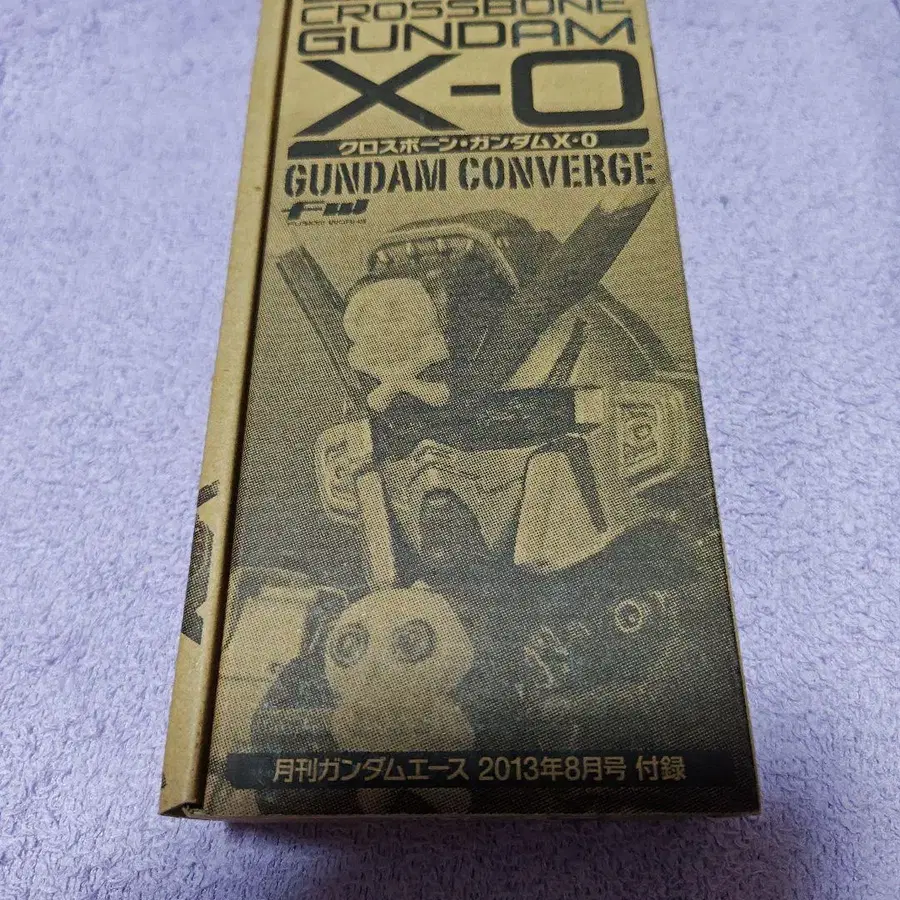 CROSSBONE
GUNDAM
X-0
クロスボーン・ガンダムX・0
GUNDAM CONVERGE
FW
月刊ガンダムエース 2013年8月号 付録